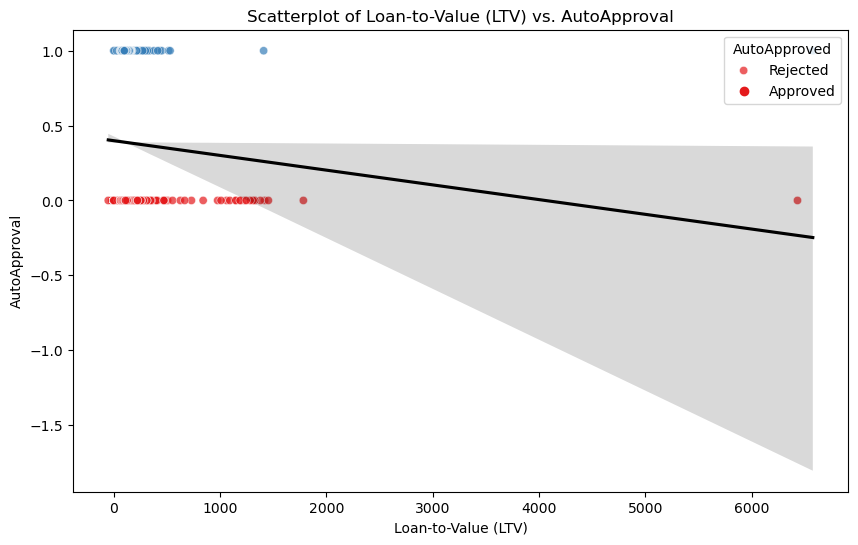 Scatterplot of Loan-to-Value (LTV) vs. AutoApproval
AutoApproved
Rejected
Approved
AutoApproval
1.0
0.5
0.0
−0.5
−1.0
−1.5
0
1000
2000
3000
4000
5000
6000
Loan-to-Value (LTV)